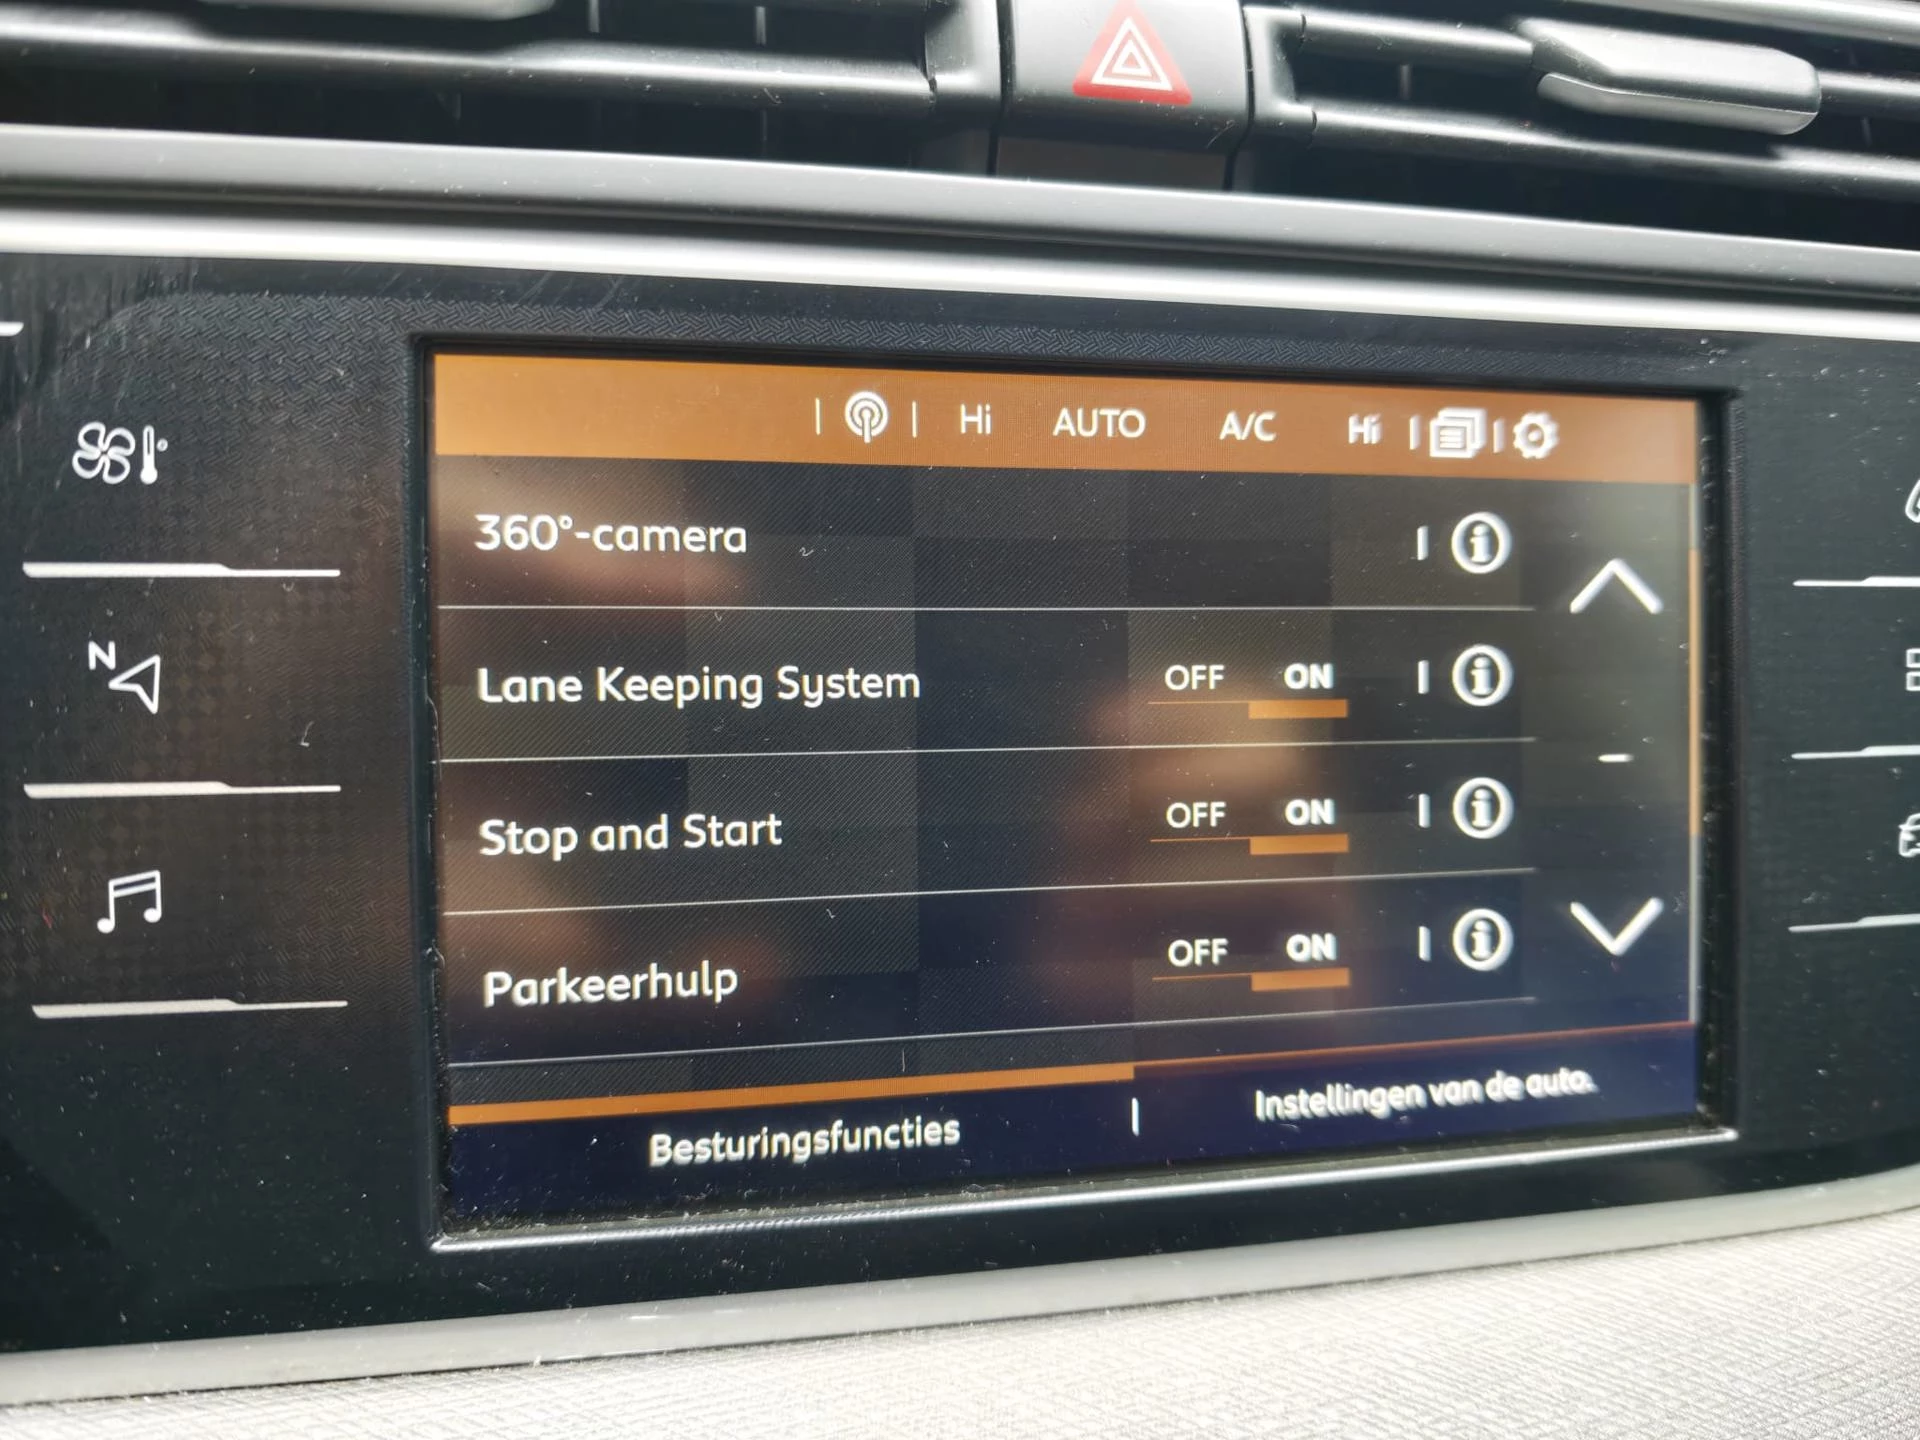 Hi AUTO A/C Hi
360°-camera
N
Lane Keeping System OFF ON
Stop and Start OFF ON
Parkeerhulp OFF ON
Besturingsfuncties Instellingen van de auto.